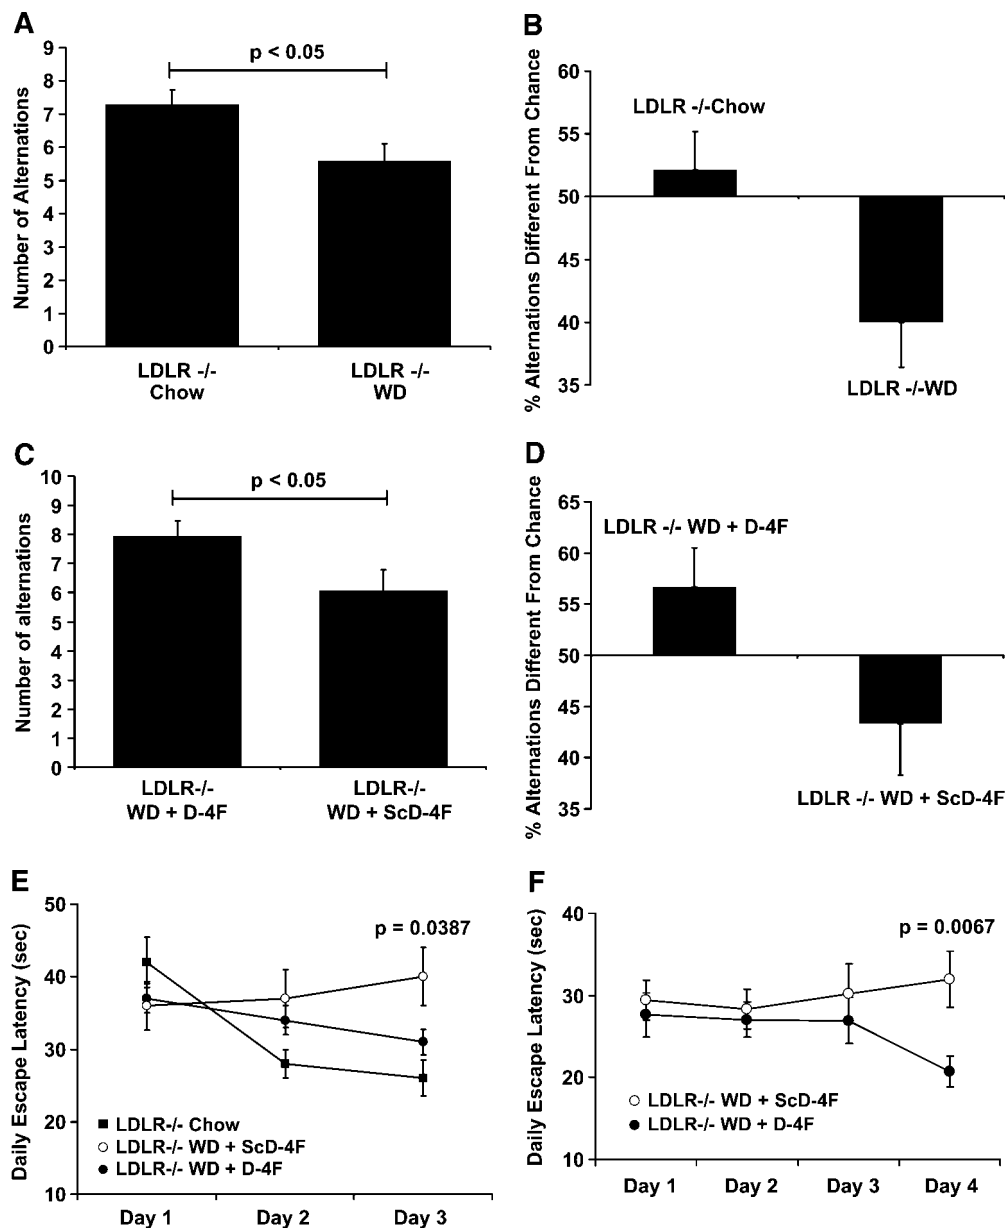 A
p < 0.05
Number of Alternations
9
8
7
6
5
4
3
2
1
0
LDLR -/-
Chow
LDLR -/-
WD
B
% Alternations Different From Chance
60
55
50
45
40
35
LDLR -/-Chow
LDLR -/-WD
C
p < 0.05
Number of alternations
10
9
8
7
6
5
4
3
2
1
0
LDLR-/-
WD + D-4F
LDLR-/-
WD + ScD-4F
D
% Alternations Different From Chance
65
60
55
50
45
40
35
LDLR -/- WD + D-4F
LDLR -/- WD + ScD-4F
E
Daily Escape Latency (sec)
50
40
30
20
10
p = 0.0387
LDLR-/- Chow
LDLR-/- WD + ScD-4F
LDLR-/- WD + D-4F
Day 1
Day 2
Day 3
F
Daily Escape Latency (sec)
40
30
20
10
p = 0.0067
LDLR-/- WD + ScD-4F
LDLR-/- WD + D-4F
Day 1
Day 2
Day 3
Day 4